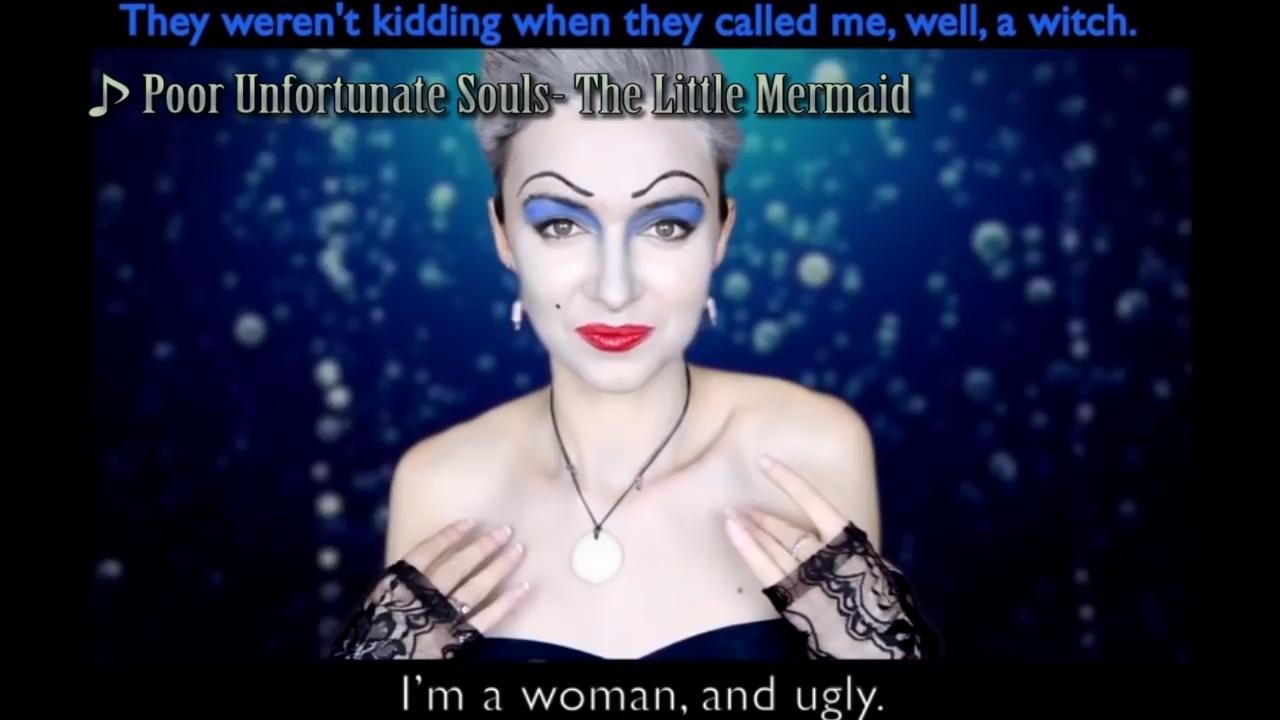 They weren't kidding when they called me, well, a witch.
♪ Poor Unfortunate Souls- The Little Mermaid
I'm a woman, and ugly.